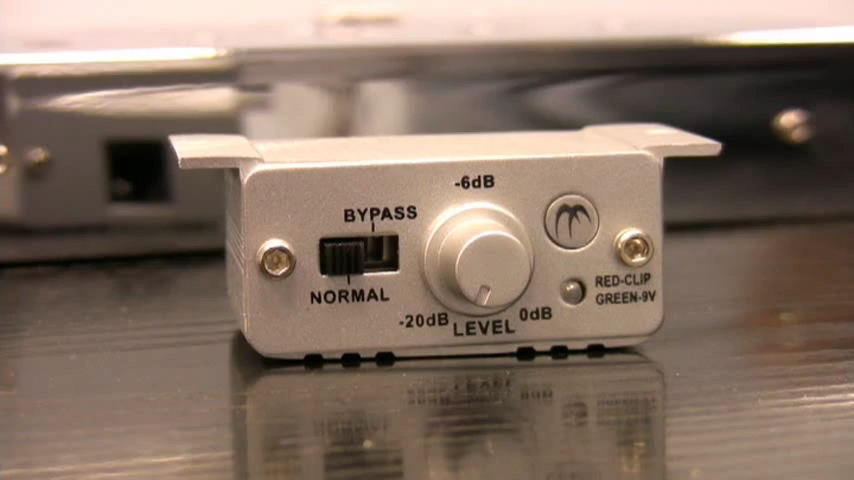 -6dB
BYPASS
NORMAL
-20dB
0dB
LEVEL
RED-CLIP
GREEN-9V